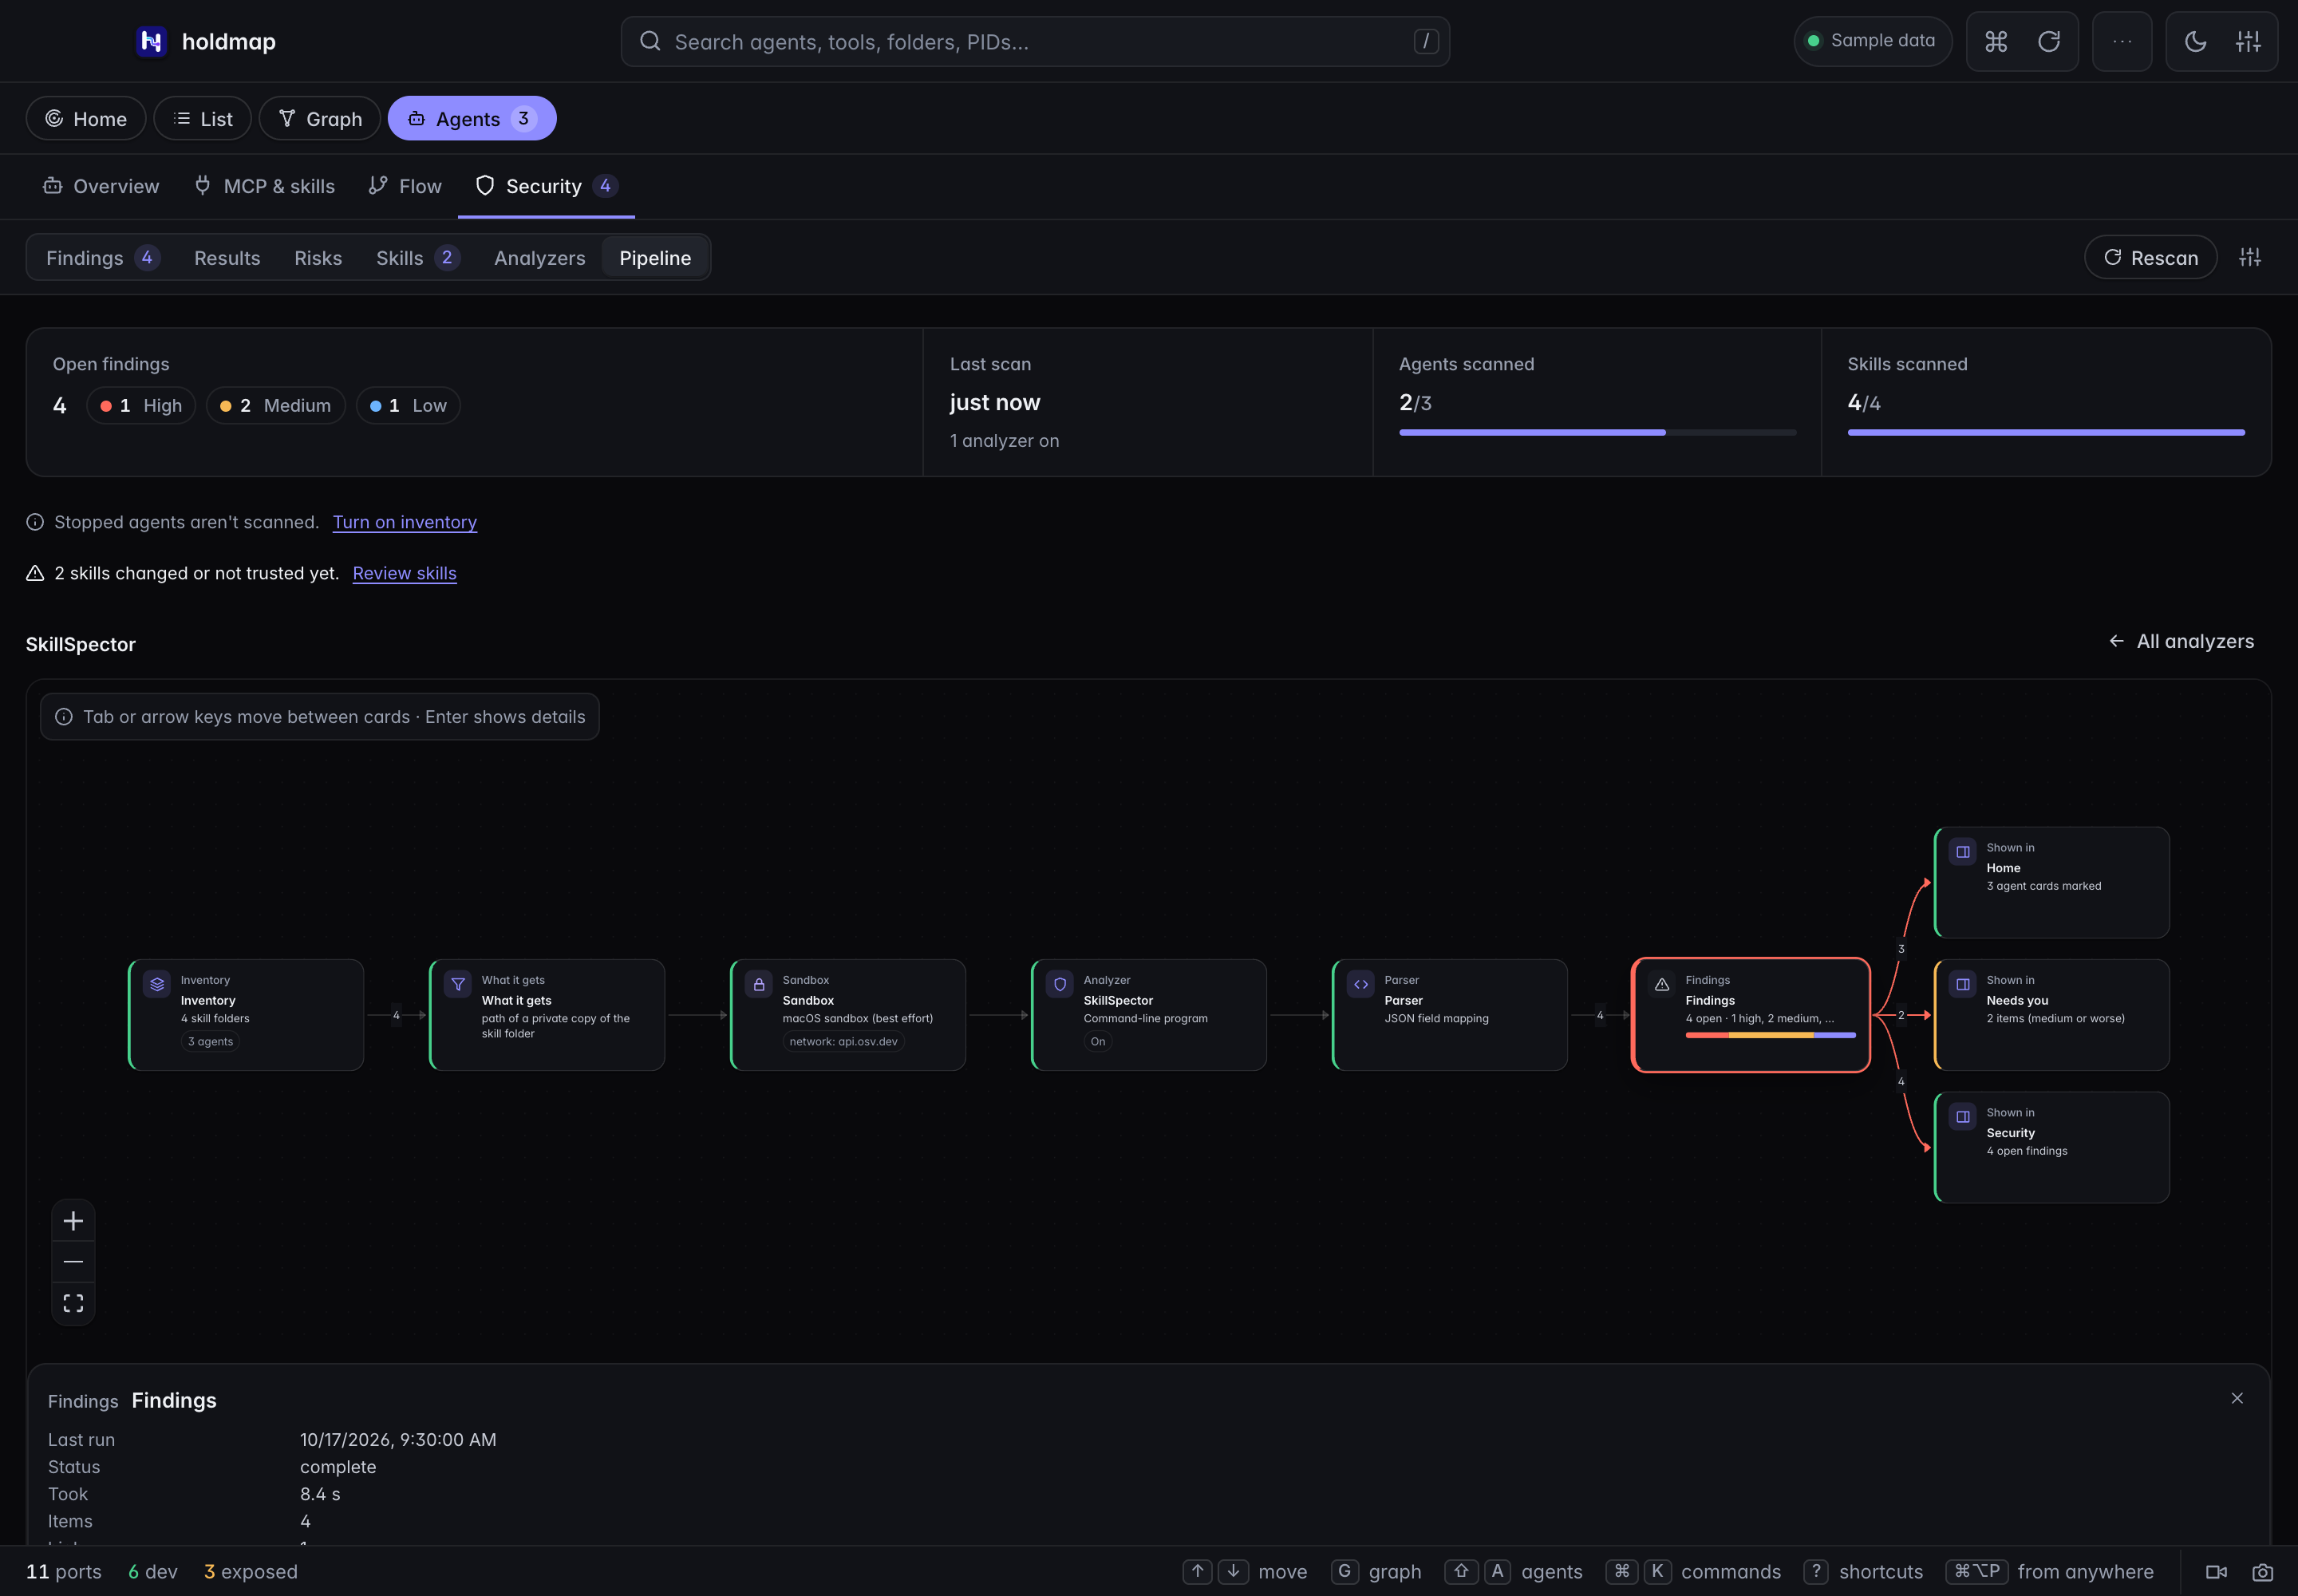 holdmap
Search agents, tools, folders, PIDs...
/
Sample data
Home
List
Graph
Agents 3
Overview
MCP & skills
Flow
Security 4
Findings 4
Results
Risks
Skills 2
Analyzers
Pipeline
Rescan
Open findings
4 1 High 2 Medium 1 Low
Last scan
just now
1 analyzer on
Agents scanned
2/3
Skills scanned
4/4
Stopped agents aren't scanned. Turn on inventory
2 skills changed or not trusted yet. Review skills
SkillSpector
← All analyzers
Tab or arrow keys move between cards · Enter shows details
Inventory
Inventory
4 skill folders
3 agents
4
What it gets
What it gets
path of a private copy of the
skill folder
Sandbox
Sandbox
macOS sandbox (best effort)
network: api.osv.dev
Analyzer
SkillSpector
Command-line program
On
Parser
Parser
JSON field mapping
4
Findings
Findings
4 open · 1 high, 2 medium, ...
3
2
4
Shown in
Home
3 agent cards marked
Shown in
Needs you
2 items (medium or worse)
Shown in
Security
4 open findings
Findings Findings
Last run 10/17/2026, 9:30:00 AM
Status complete
Took 8.4 s
Items 4
11 ports 6 dev 3 exposed
↑ ↓ move G graph ⇧ A agents ⌘ K commands ? shortcuts ⌘⌥P from anywhere